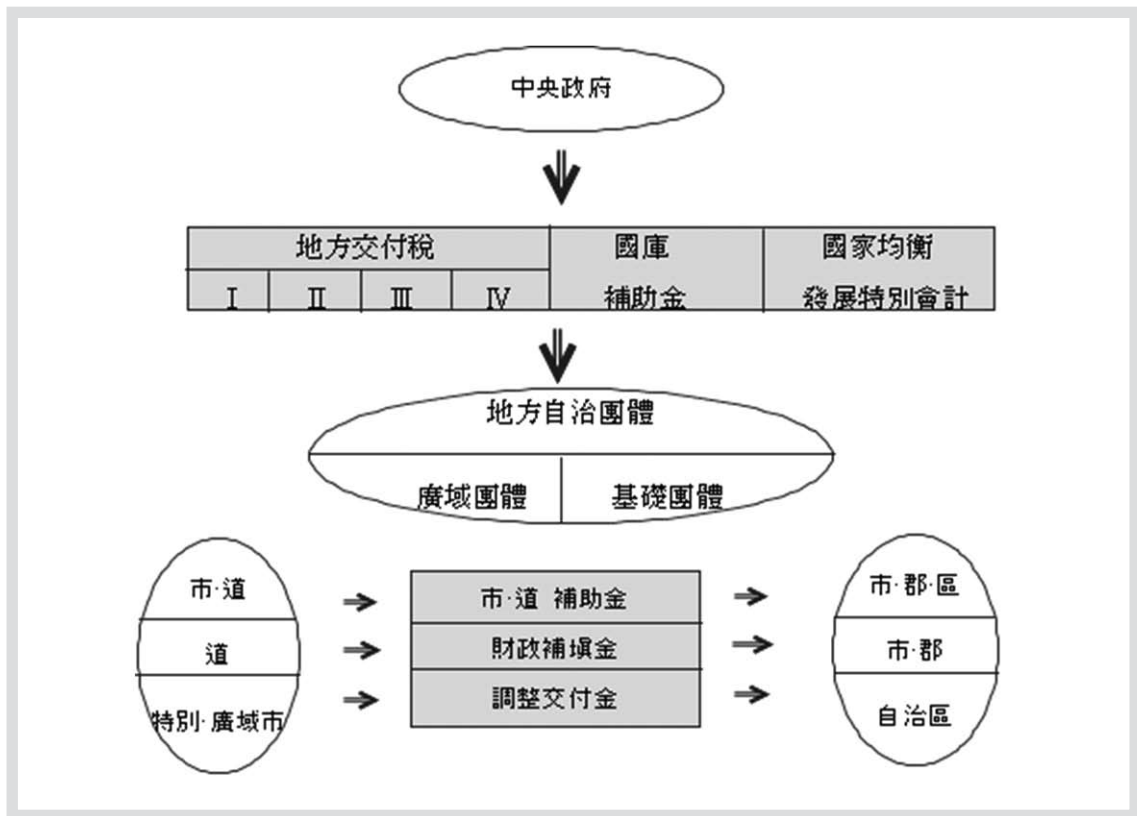 中央政府
地方交付稅
國庫
國家均衡
Ⅰ Ⅱ Ⅲ Ⅳ
補助金
發展特別會計
地方自治團體
廣域團體 基礎團體
市·道 市·道 補助金 市·郡·區
道 財政補塡金 市·郡
特別·廣域市 調整交付金 自治區